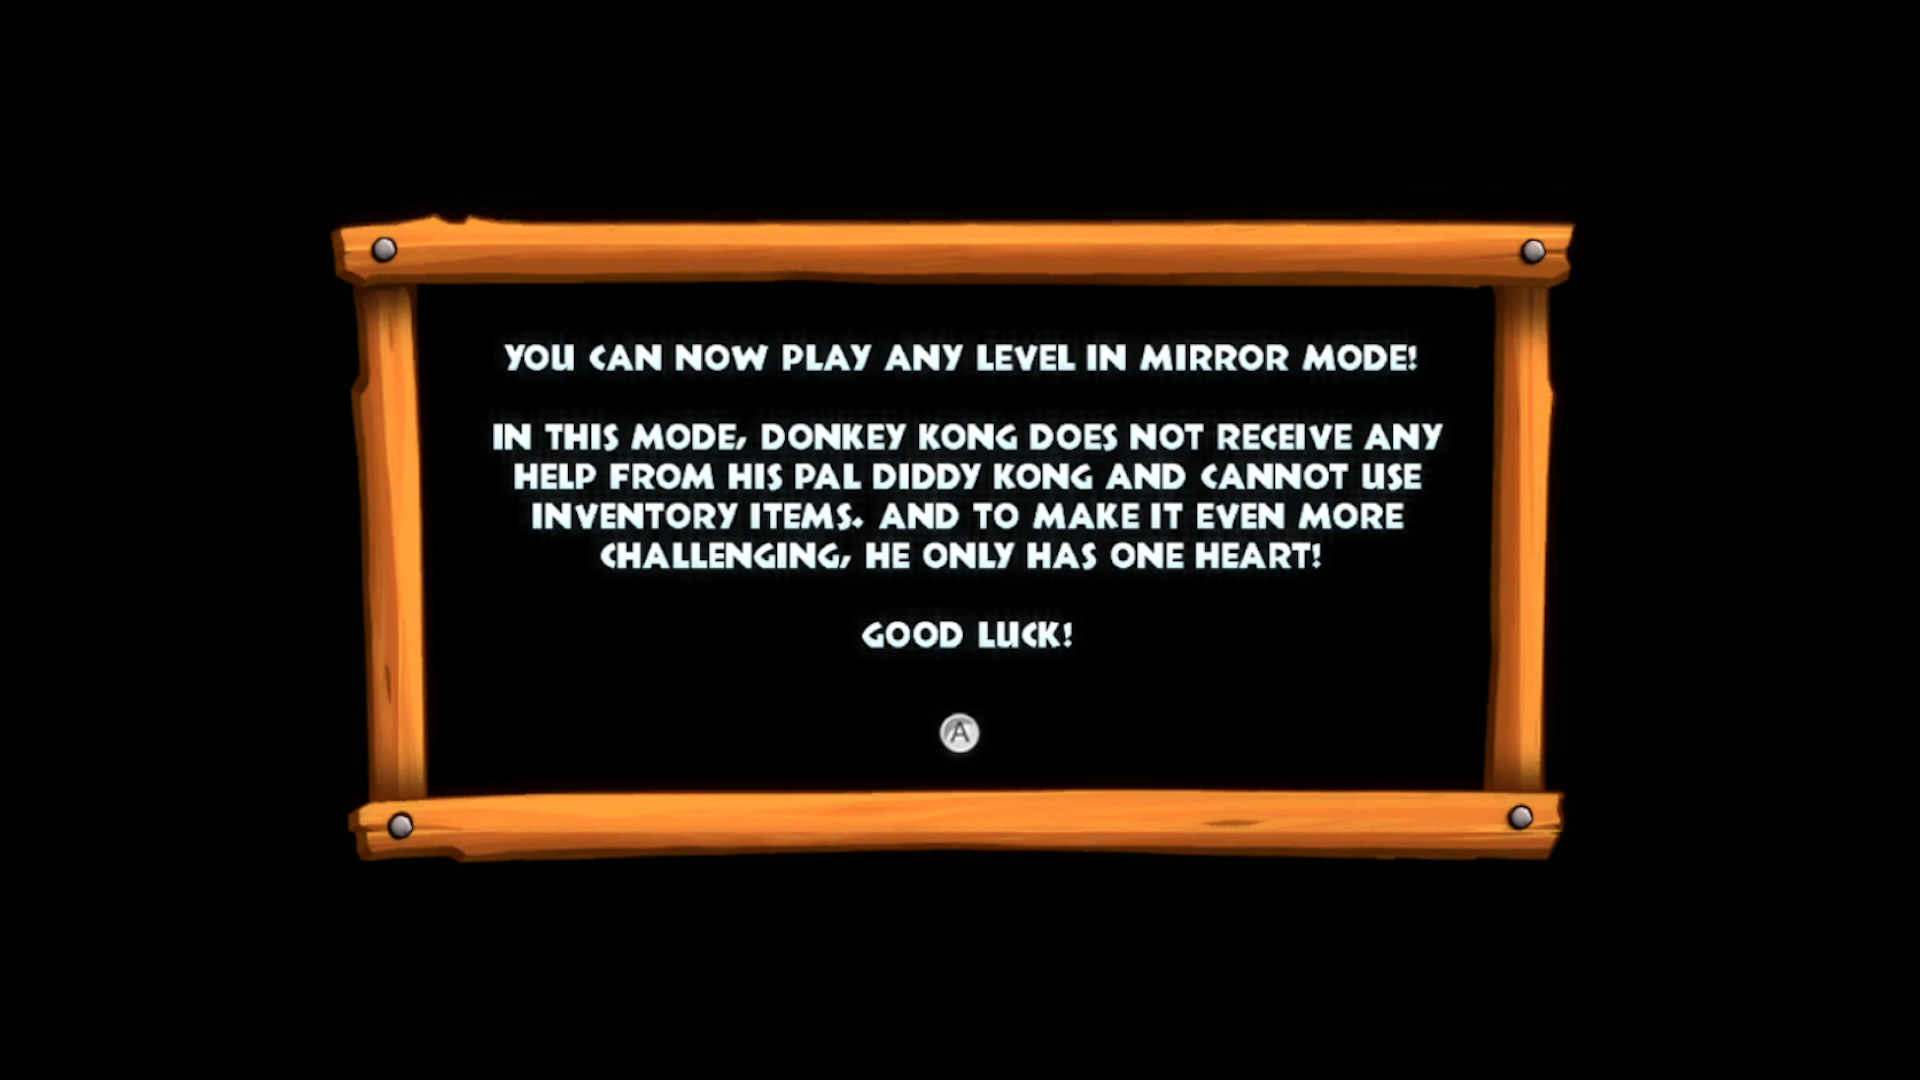 YOU CAN NOW PLAY ANY LEVEL IN MIRROR MODE!
IN THIS MODE, DONKEY KONG DOES NOT RECEIVE ANY
HELP FROM HIS PAL DIDDY KONG AND CANNOT USE
INVENTORY ITEMS. AND TO MAKE IT EVEN MORE
CHALLENGING, HE ONLY HAS ONE HEART!
GOOD LUCK!
A